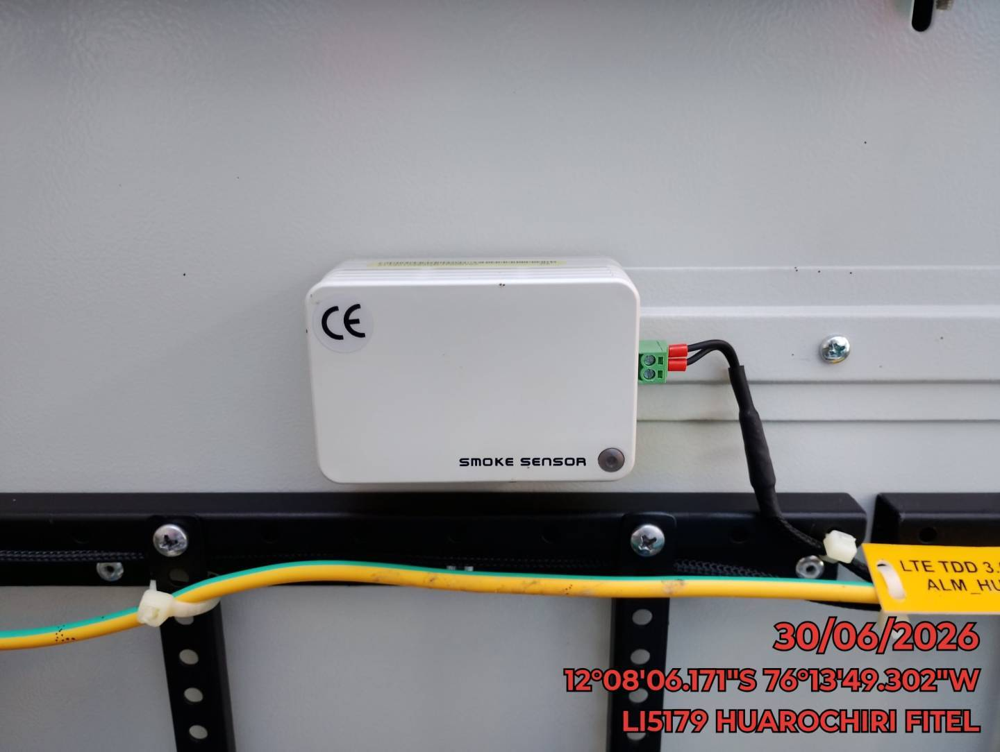 CE
SMOKE SENSOR
LTE TDD 3.
ALM_HU
30/06/2026
12°08'06.171"S 76°13'49.302"W
LI5179 HUAROCHIRI FITEL